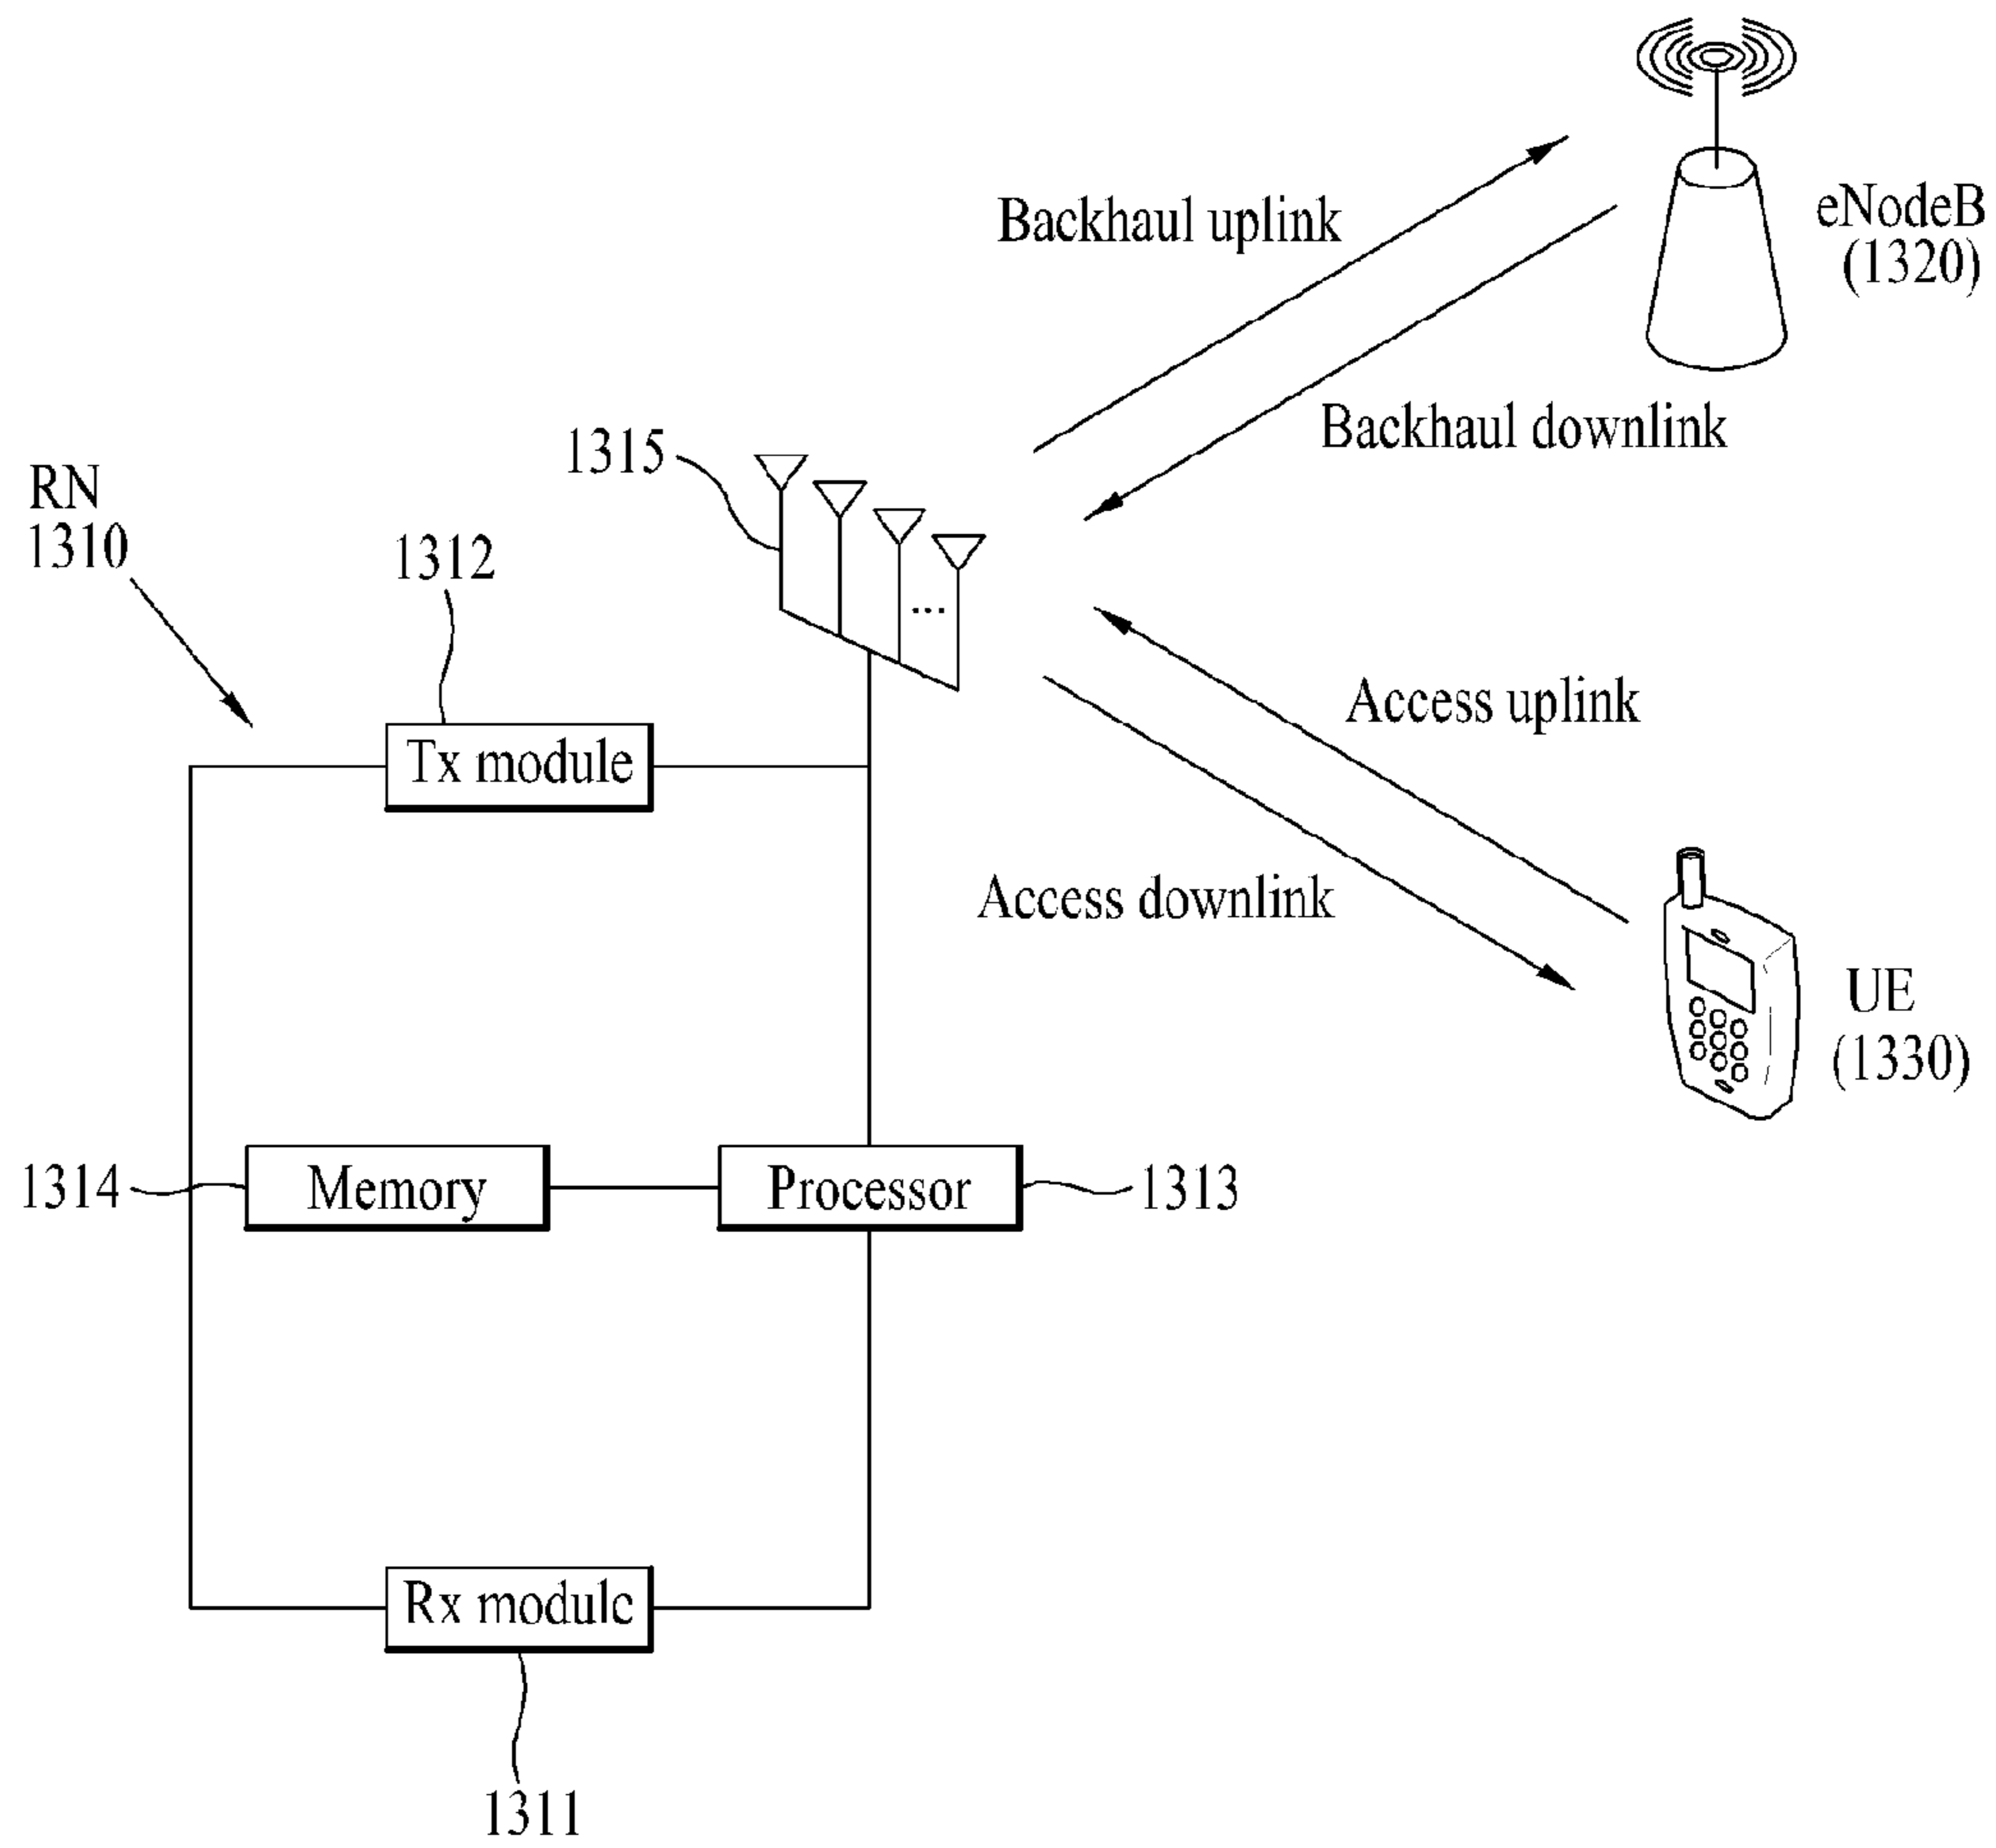 eNodeB
(1320)
Backhaul uplink
Backhaul downlink
1315
RN
1310
1312
...
Tx module
Access uplink
Access downlink
UE
(1330)
1314
Memory
Processor
1313
Rx module
1311